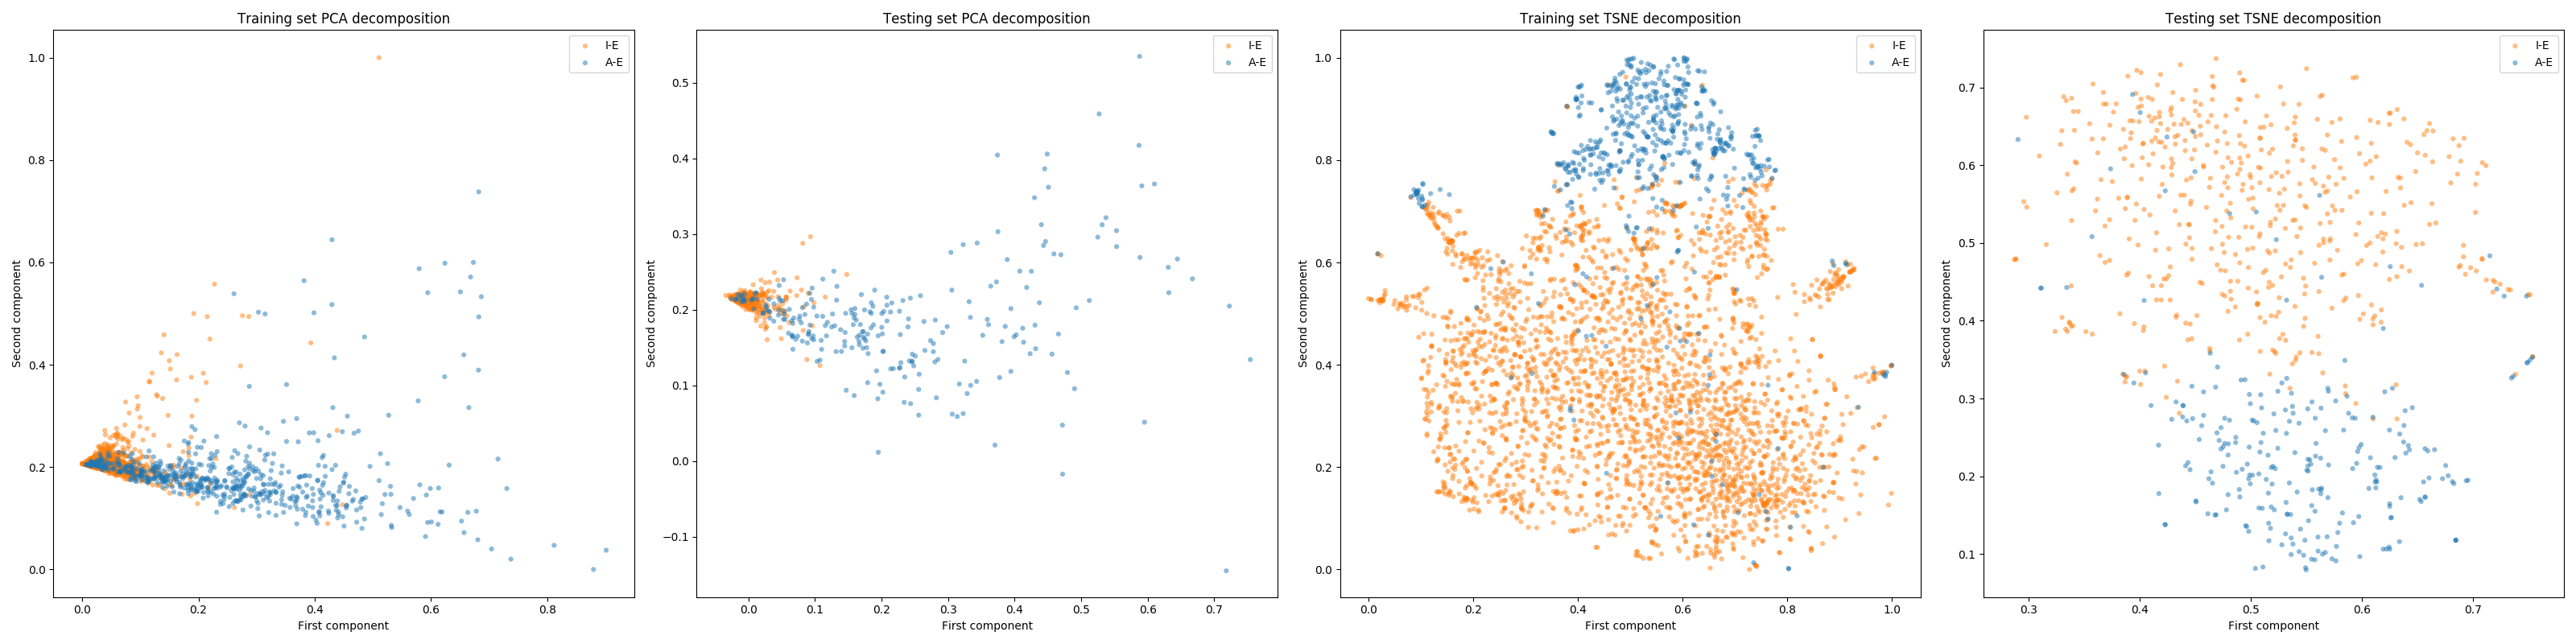 Training set PCA decomposition
I-E
A-E
Second component
1.0
0.8
0.6
0.4
0.2
0.0
0.0 0.2 0.4 0.6 0.8
First component
Testing set PCA decomposition
I-E
A-E
Second component
0.5
0.4
0.3
0.2
0.1
0.0
−0.1
0.0 0.1 0.2 0.3 0.4 0.5 0.6 0.7
First component
Training set TSNE decomposition
I-E
A-E
Second component
1.0
0.8
0.6
0.4
0.2
0.0
0.0 0.2 0.4 0.6 0.8 1.0
First component
Testing set TSNE decomposition
I-E
A-E
Second component
0.7
0.6
0.5
0.4
0.3
0.2
0.1
0.3 0.4 0.5 0.6 0.7
First component